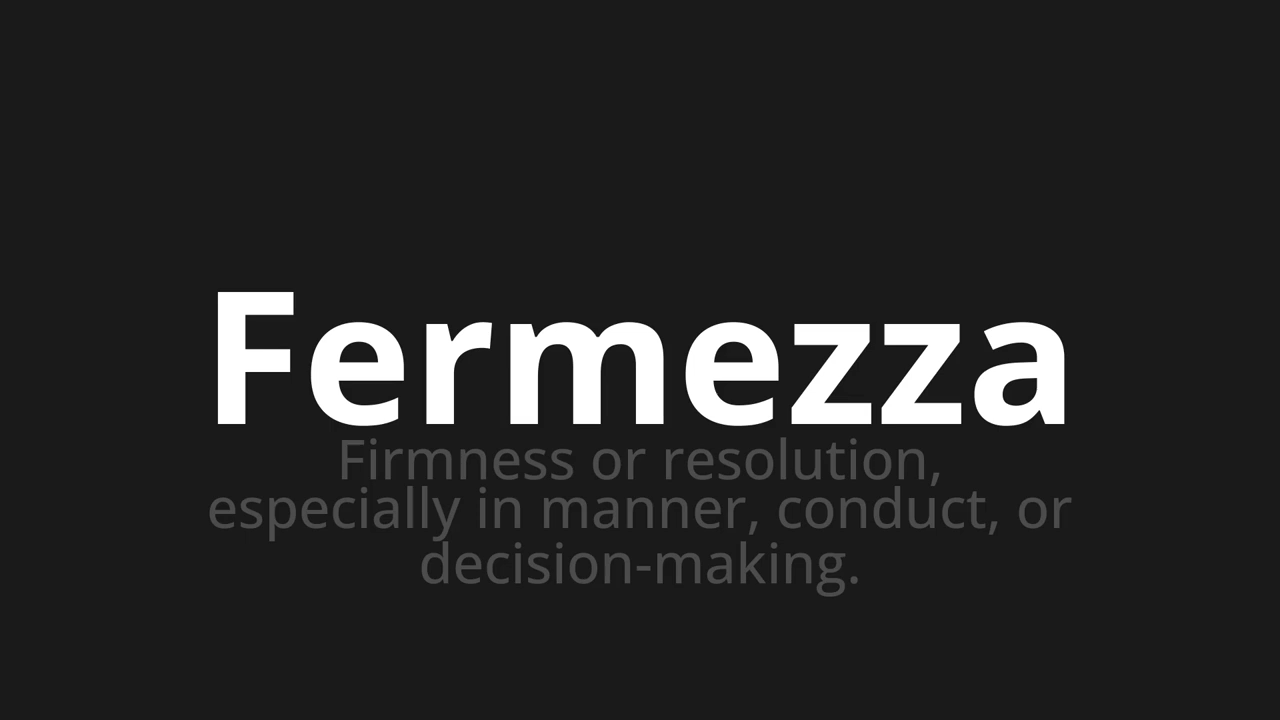 Fermezza
Firmness or resolution,
especially in manner, conduct, or
decision-making.